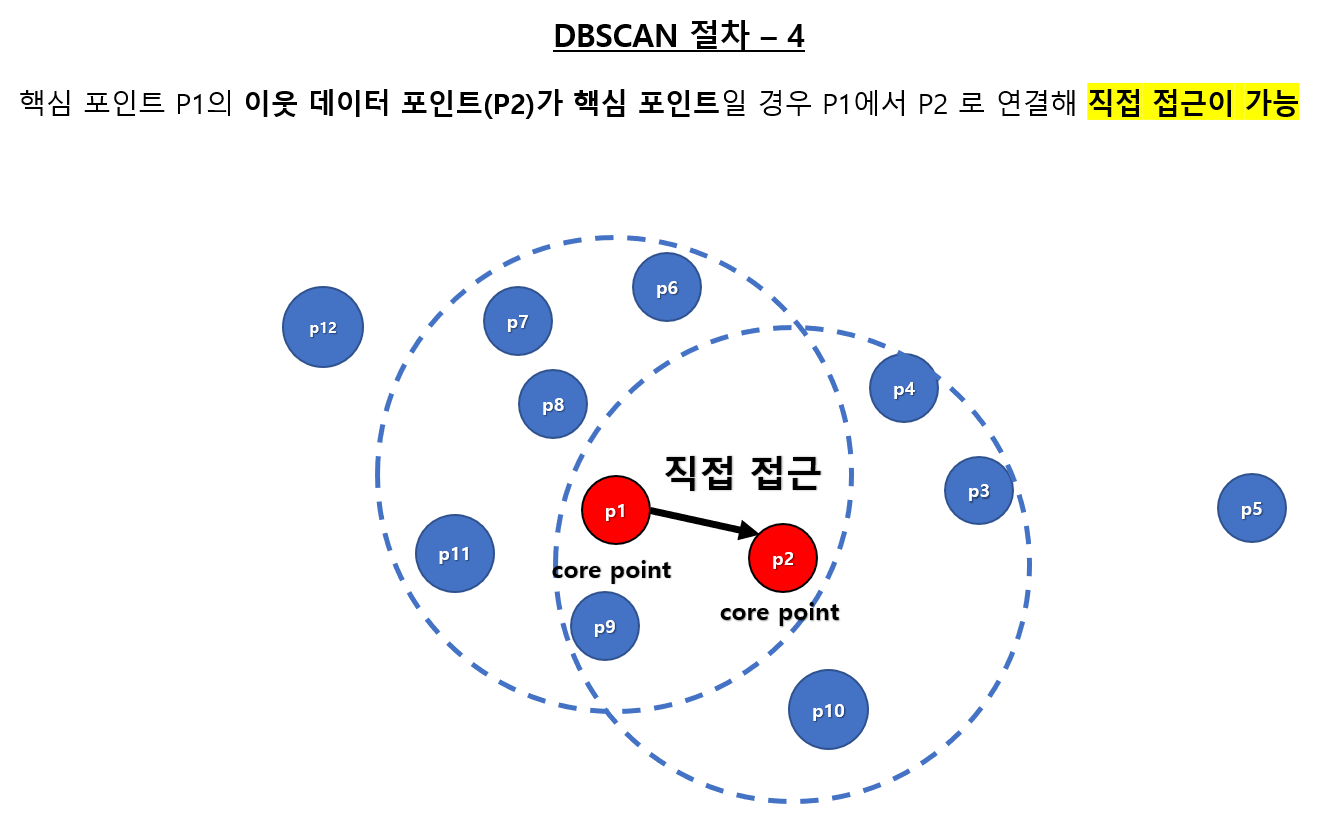 DBSCAN 절차 – 4
핵심 포인트 P1의 이웃 데이터 포인트(P2)가 핵심 포인트일 경우 P1에서 P2 로 연결해 직접 접근이 가능
p6
p12
p7
p4
p8
직접 접근
p3
p1
p5
p11
p2
core point
core point
p9
p10